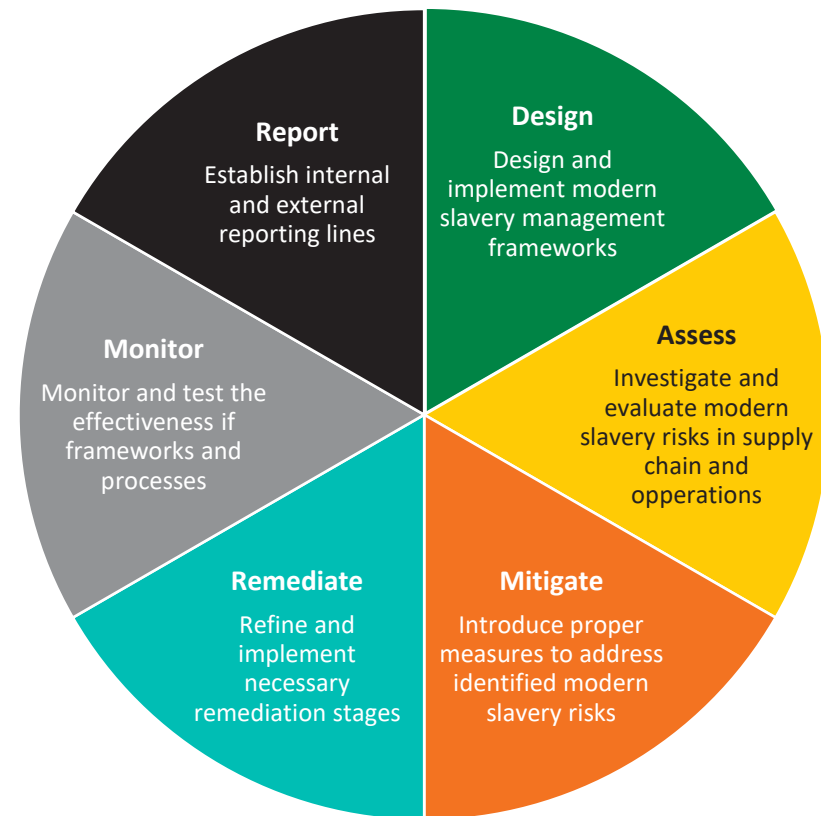 Design
Design and
implement modern
slavery management
frameworks
Assess
Investigate and
evaluate modern
slavery risks in supply
chain and
opperations
Mitigate
Introduce proper
measures to address
identified modern
slavery risks
Remediate
Refine and
implement
necessary
remediation stages
Monitor
Monitor and test the
effectiveness if
frameworks and
processes
Report
Establish internal
and external
reporting lines